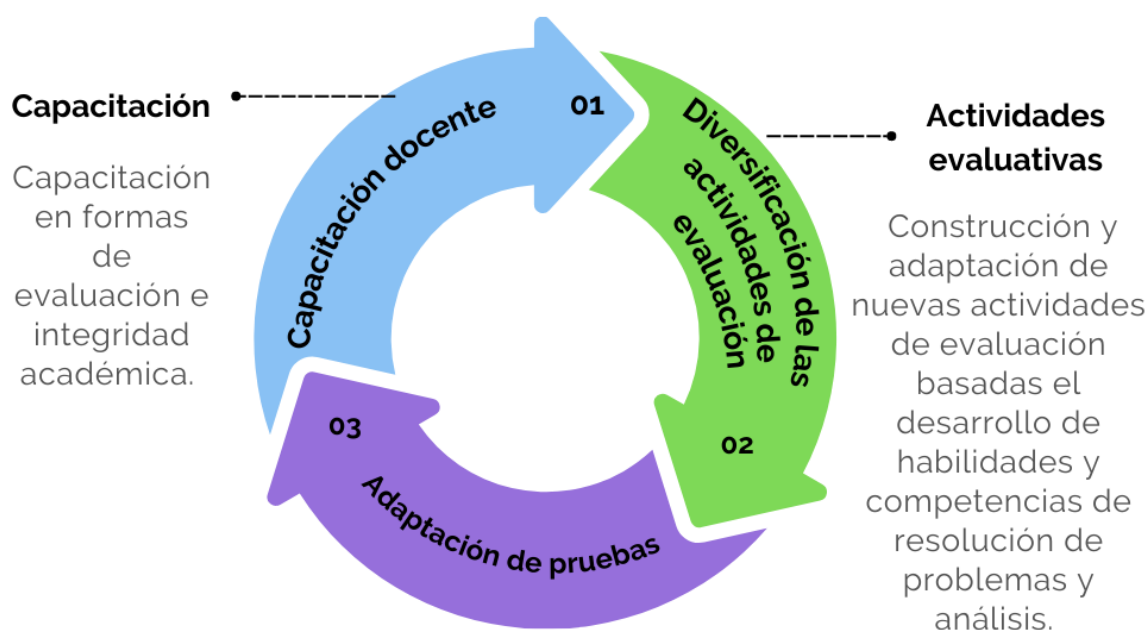 Capacitación
Capacitación
en formas
de
evaluación e
integridad
académica.
Capacitación docente
01
Diversificación de las
actividades de
evaluación
02
Adaptación de pruebas
03
Actividades
evaluativas
Construcción y
adaptación de
nuevas actividades
de evaluación
basadas el
desarrollo de
habilidades y
competencias de
resolución de
problemas y
análisis.